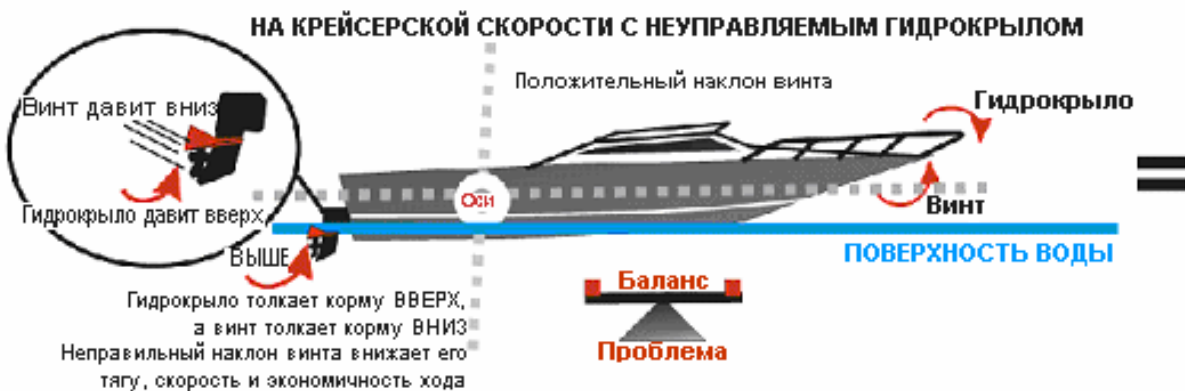 НА КРЕЙСЕРСКОЙ СКОРОСТИ С НЕУПРАВЛЯЕМЫМ ГИДРОКРЫЛОМ
Положительный наклон винта
Винт давит вниз
Гидрокрыло давит вверх
Гидрокрыло
Винт
Оси
ВЫШЕ
ПОВЕРХНОСТЬ ВОДЫ
Гидрокрыло толкает корму ВВЕРХ,
а винт толкает корму ВНИЗ
Неправильный наклон винта внижает его
тягу, скорость и экономичность хода
Баланс
Проблема